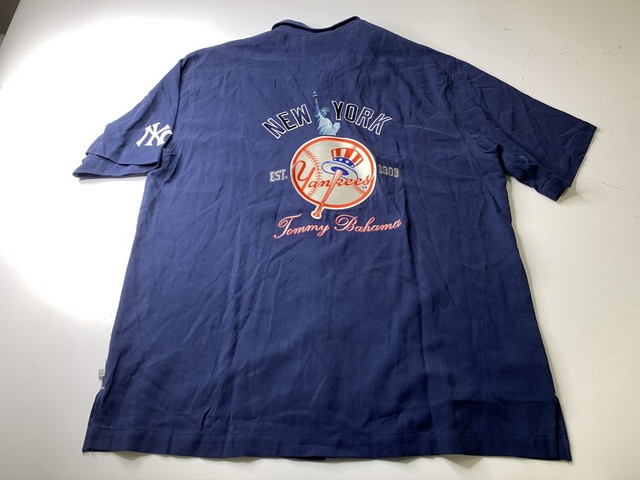 NEW YORK
NY
EST. 1903
Yankees
Tommy Bahama